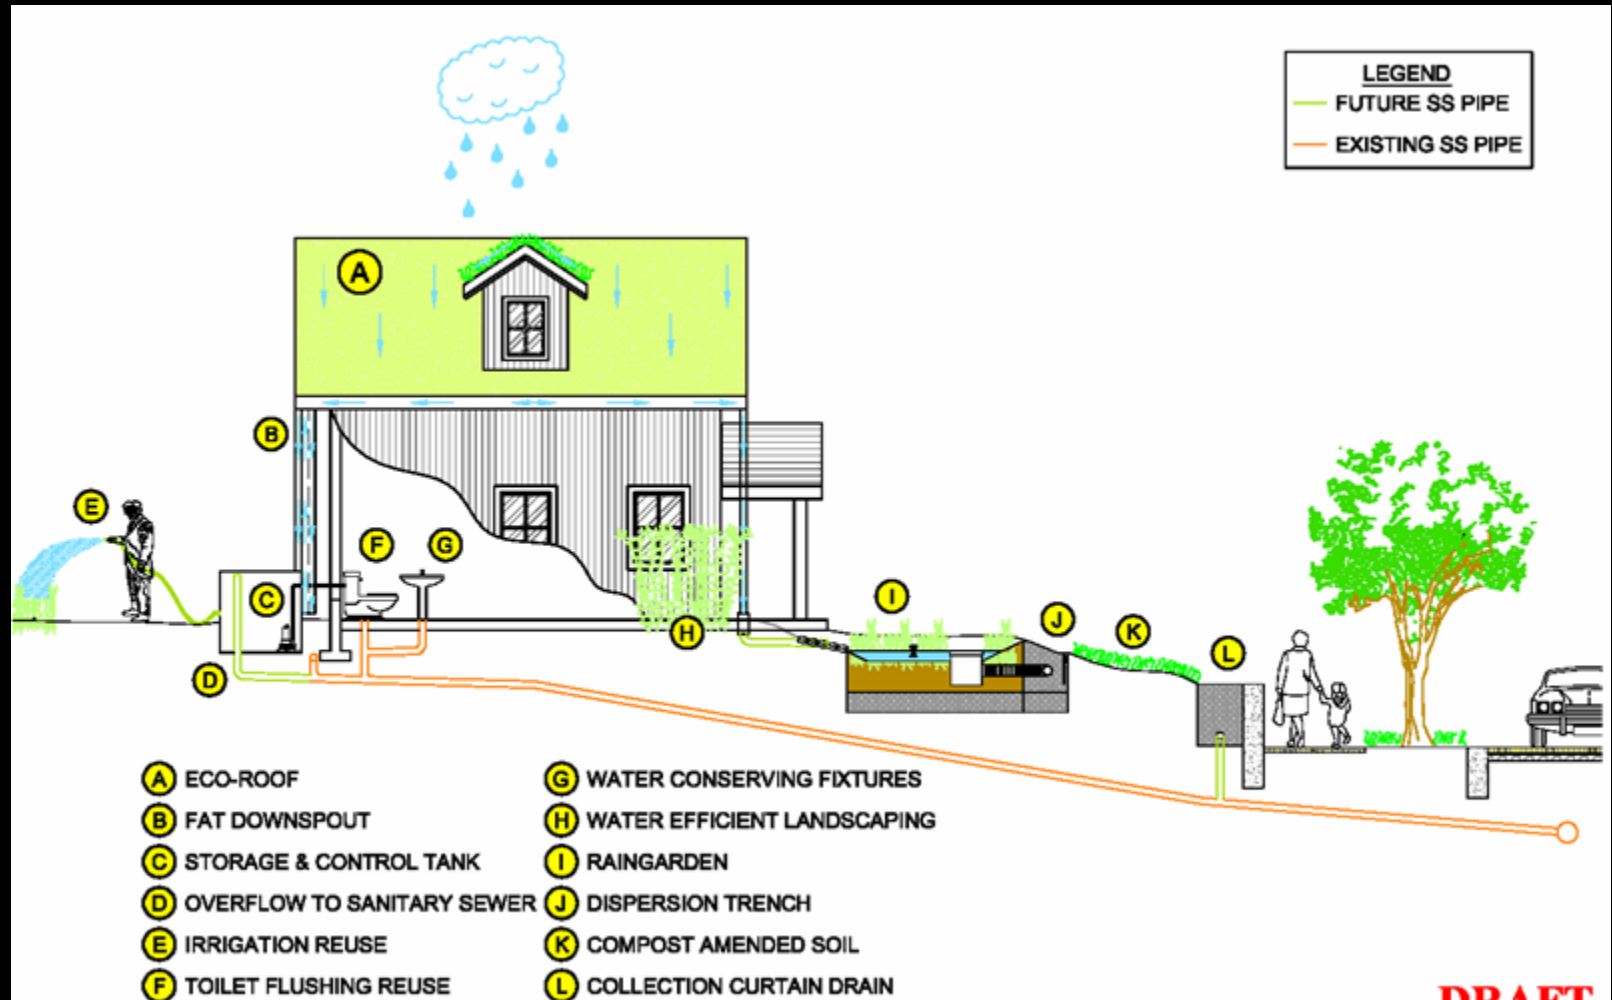 LEGEND
FUTURE SS PIPE
EXISTING SS PIPE
A
B
E
F
G
C
I
H
J
K
L
D
A ECO-ROOF
B FAT DOWNSPOUT
C STORAGE & CONTROL TANK
D OVERFLOW TO SANITARY SEWER
E IRRIGATION REUSE
F TOILET FLUSHING REUSE
G WATER CONSERVING FIXTURES
H WATER EFFICIENT LANDSCAPING
I RAINGARDEN
J DISPERSION TRENCH
K COMPOST AMENDED SOIL
L COLLECTION CURTAIN DRAIN
DRAFT